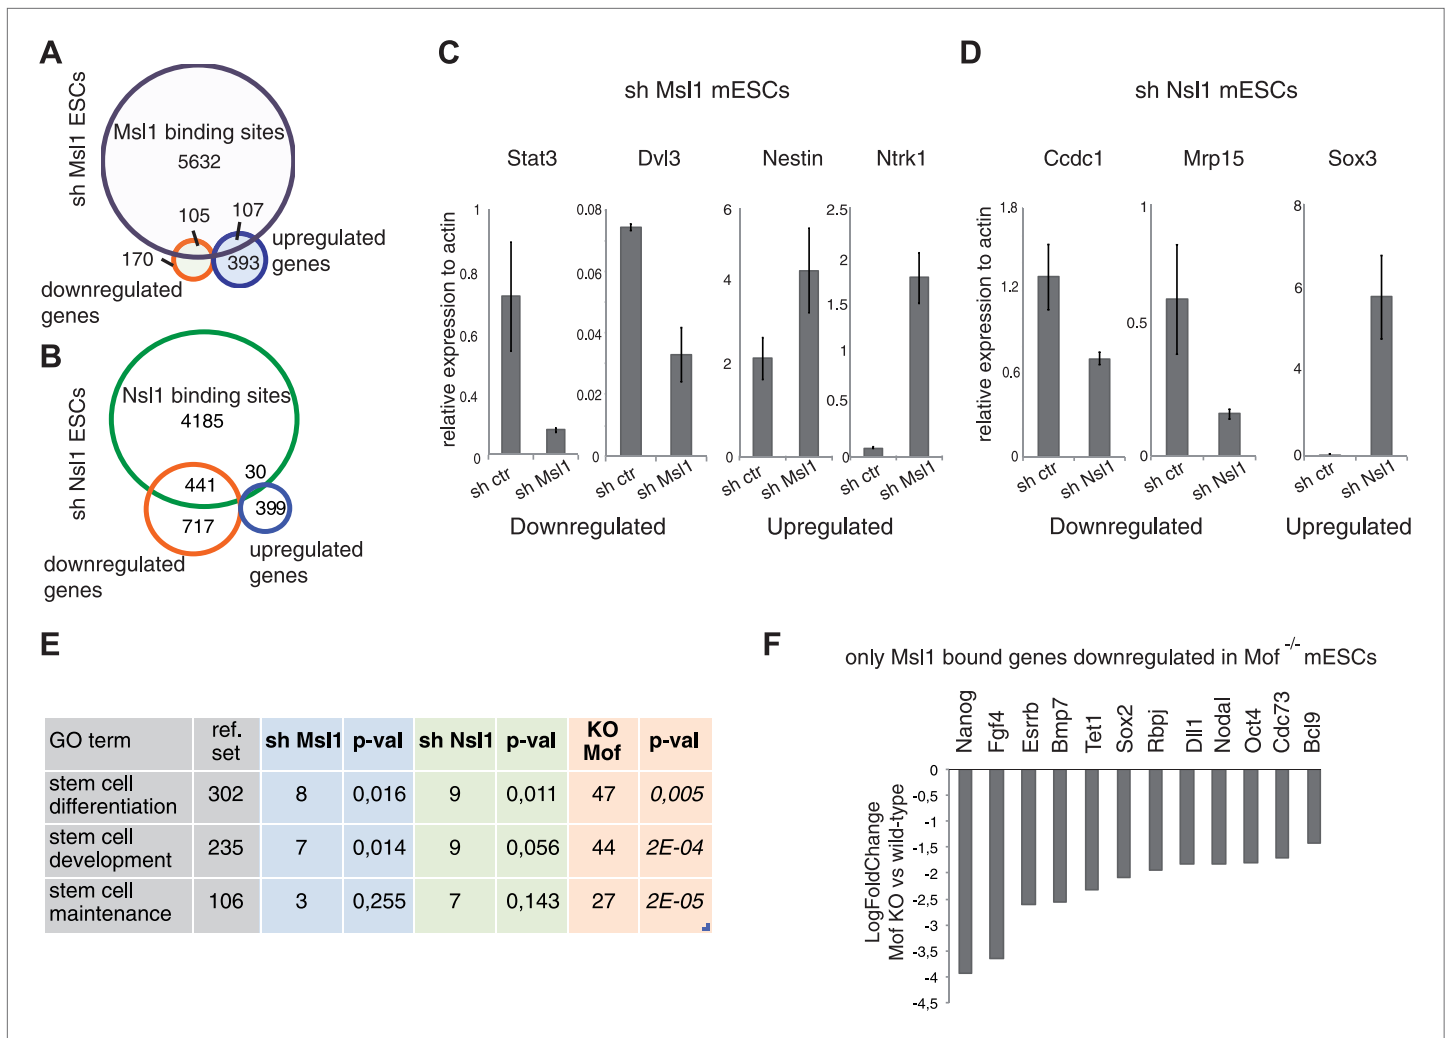 A
sh Msl1 ESCs
Msl1 binding sites
5632
105
107
170
393
upregulated
genes
downregulated
genes
B
sh Nsl1 ESCs
Nsl1 binding sites
4185
441
30
717
399
downregulated
genes
upregulated
genes
C
sh Msl1 mESCs
relative expression to actin
Stat3
1
0.8
0.6
0.4
0
sh ctr
sh Msl1
Dvl3
0.08
0.06
0.04
0.02
0.00
sh ctr
sh Msl1
Downregulated
Nestin
6
4
2
0
sh ctr
sh Msl1
Ntrk1
2.5
2
1.5
1
0.5
0
sh ctr
sh Msl1
Upregulated
D
sh Nsl1 mESCs
relative expression to actin
Ccdc1
1.8
1.2
0.6
0
sh ctr
sh Nsl1
Mrp15
1
0.5
0
sh ctr
sh Nsl1
Downregulated
Sox3
8
6
4
2
0
sh ctr
sh Nsl1
Upregulated
E
GO term ref. set sh Msl1 p-val sh Nsl1 p-val KO Mof p-val
stem cell
differentiation 302 8 0,016 9 0,011 47 0,005
stem cell
development 235 7 0,014 9 0,056 44 2E-04
stem cell
maintenance 106 3 0,255 7 0,143 27 2E-05
F
only Msl1 bound genes downregulated in Mof -/- mESCs
Nanog
Fgf4
Esrrb
Bmp7
Tet1
Sox2
Rbpj
Dll1
Nodal
Oct4
Cdc73
Bcl9
LogFoldChange
Mof KO vs wild-type
0
-0,5
-1
-1,5
-2
-2,5
-3
-3,5
-4
-4,5